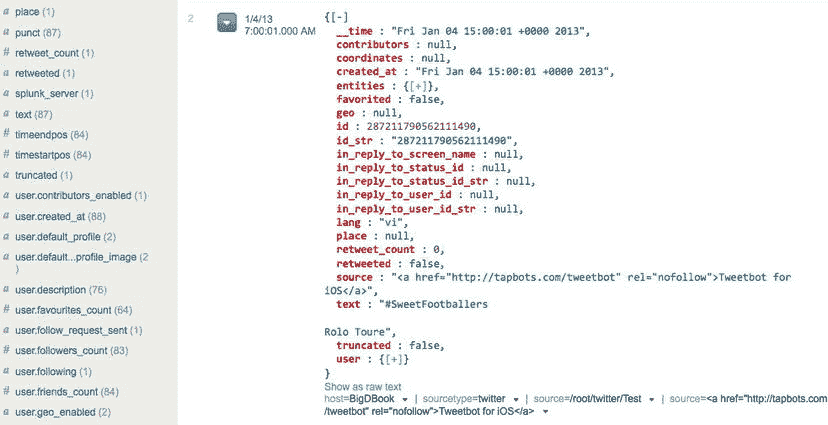 a place (1)
a punct (87)
# retweet_count (1)
a retweeted (1)
a splunk_server (1)
a text (87)
# timeendpos (84)
# timestartpos (84)
a truncated (1)
a user.contributors_enabled (1)
a user.created_at (88)
a user.default_profile (2)
a user.default...profile_image (2
)
a user.description (76)
# user.favourites_count (64)
a user.follow_request_sent (1)
# user.followers_count (83)
a user.following (1)
# user.friends_count (84)
a user.geo_enabled (2)
2
1/4/13
7:00:01.000 AM
{[-]
__time : "Fri Jan 04 15:00:01 +0000 2013",
contributors : null,
coordinates : null,
created_at : "Fri Jan 04 15:00:01 +0000 2013",
entities : {[+]},
favorited : false,
geo : null,
id : 287211790562111490,
id_str : "287211790562111490",
in_reply_to_screen_name : null,
in_reply_to_status_id : null,
in_reply_to_status_id_str : null,
in_reply_to_user_id : null,
in_reply_to_user_id_str : null,
lang : "vi",
place : null,
retweet_count : 0,
retweeted : false,
source : "<a href="http://tapbots.com/tweetbot" rel="nofollow">Tweetbot for
iOS</a>",
text : "#SweetFootballers
Rolo Toure",
truncated : false,
user : {[+]}
}
Show as raw text
host=BigDBook | sourcetype=twitter | source=/root/twitter/Test | source=<a href="http://tapbots.com
/tweetbot" rel="nofollow">Tweetbot for iOS</a>